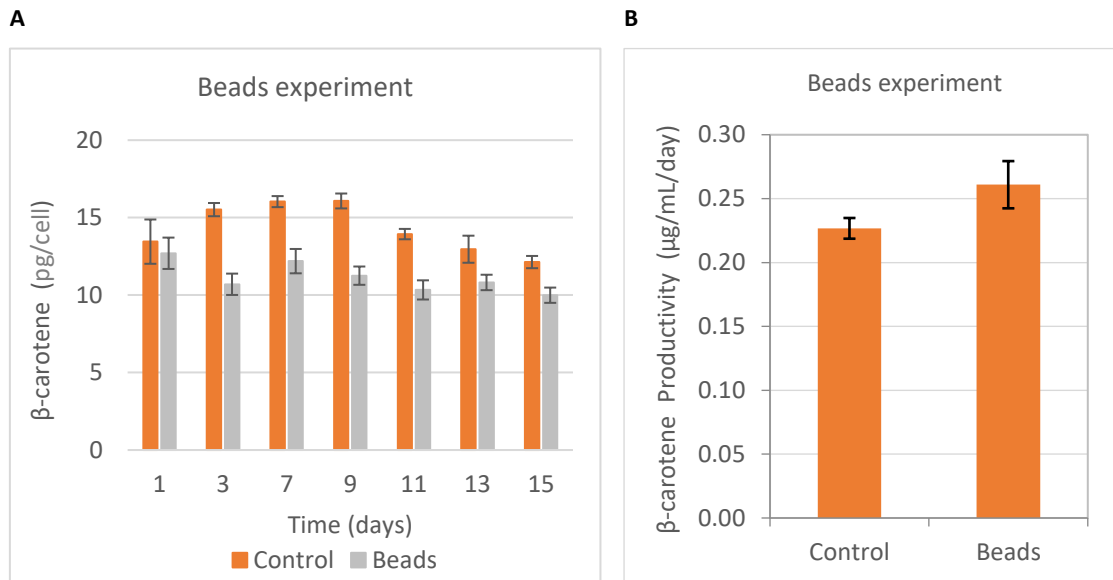 A
Beads experiment
β-carotene (pg/cell)
20
15
10
5
0
1 3 7 9 11 13 15
Time (days)
Control Beads
B
Beads experiment
β-carotene Productivity (µg/mL/day)
0.30
0.25
0.20
0.15
0.10
0.05
0.00
Control Beads